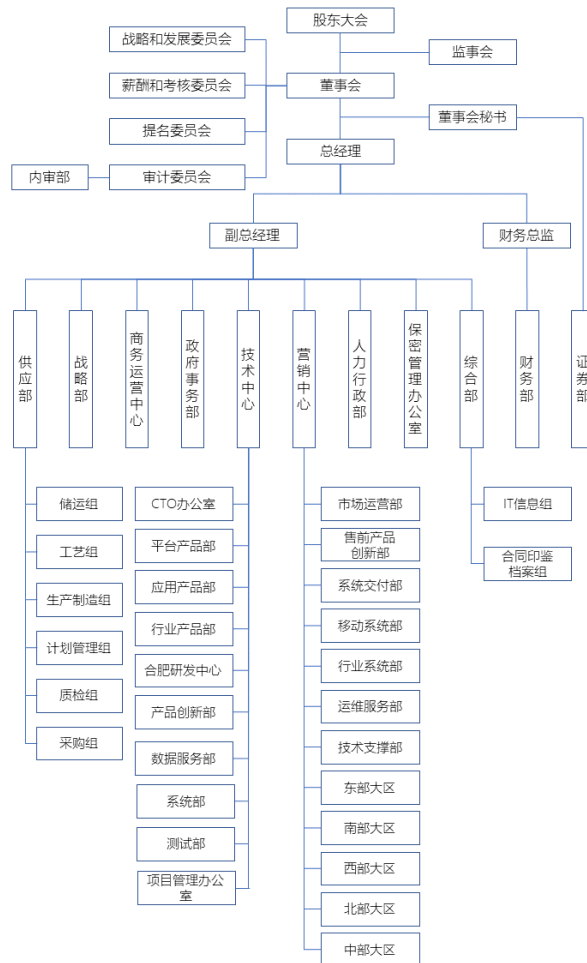 股东大会
战略和发展委员会
监事会
薪酬和考核委员会
董事会
提名委员会
董事会秘书
总经理
内审部
审计委员会
副总经理
财务总监
供应部
战略部
商务运营中心
政府事务部
技术中心
营销中心
人力行政部
保密管理办公室
综合部
财务部
证券部
储运组
工艺组
生产制造组
计划管理组
质检组
采购组
CTO办公室
平台产品部
应用产品部
行业产品部
合肥研发中心
产品创新部
数据服务部
系统部
测试部
项目管理办公
室
市场运营部
售前产品
创新部
系统交付部
移动系统部
行业系统部
运维服务部
技术支撑部
东部大区
南部大区
西部大区
北部大区
中部大区
IT信息组
合同印鉴
档案组